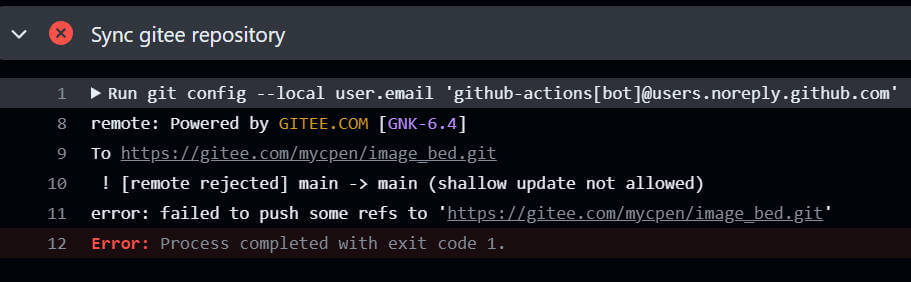 Sync gitee repository
1 Run git config --local user.email 'github-actions[bot]@users.noreply.github.com'
8 remote: Powered by GITEE.COM [GNK-6.4]
9 To https://gitee.com/mycpen/image_bed.git
10 ! [remote rejected] main -> main (shallow update not allowed)
11 error: failed to push some refs to 'https://gitee.com/mycpen/image_bed.git'
12 Error: Process completed with exit code 1.